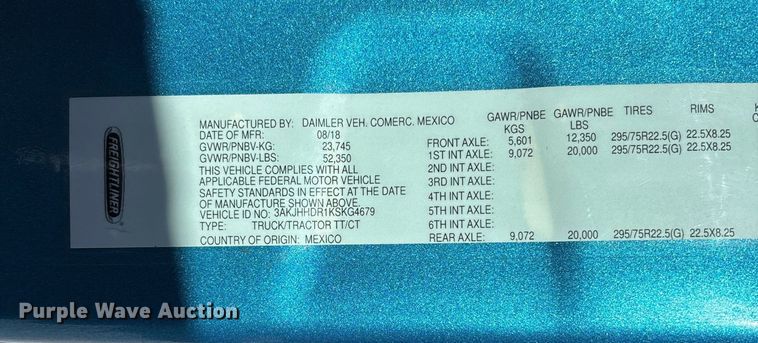 FREIGHTLINER
MANUFACTURED BY: DAIMLER VEH. COMERC. MEXICO
DATE OF MFR: 08/18
GVWR/PNBV-KG: 23,745
GVWR/PNBV-LBS: 52,350
THIS VEHICLE COMPLIES WITH ALL
APPLICABLE FEDERAL MOTOR VEHICLE
SAFETY STANDARDS IN EFFECT AT THE DATE
OF MANUFACTURE SHOWN ABOVE.
VEHICLE ID NO: 3AKJHHDR1KSKG4679
TYPE: TRUCK/TRACTOR TT/CT
COUNTRY OF ORIGIN: MEXICO
GAWR/PNBE GAWR/PNBE TIRES RIMS
KGS LBS
FRONT AXLE: 5,601 12,350 295/75R22.5(G) 22.5X8.25
1ST INT AXLE: 9,072 20,000 295/75R22.5(G) 22.5X8.25
2ND INT AXLE:
3RD INT AXLE:
4TH INT AXLE:
5TH INT AXLE:
6TH INT AXLE:
REAR AXLE: 9,072 20,000 295/75R22.5(G) 22.5X8.25
Purple Wave Auction